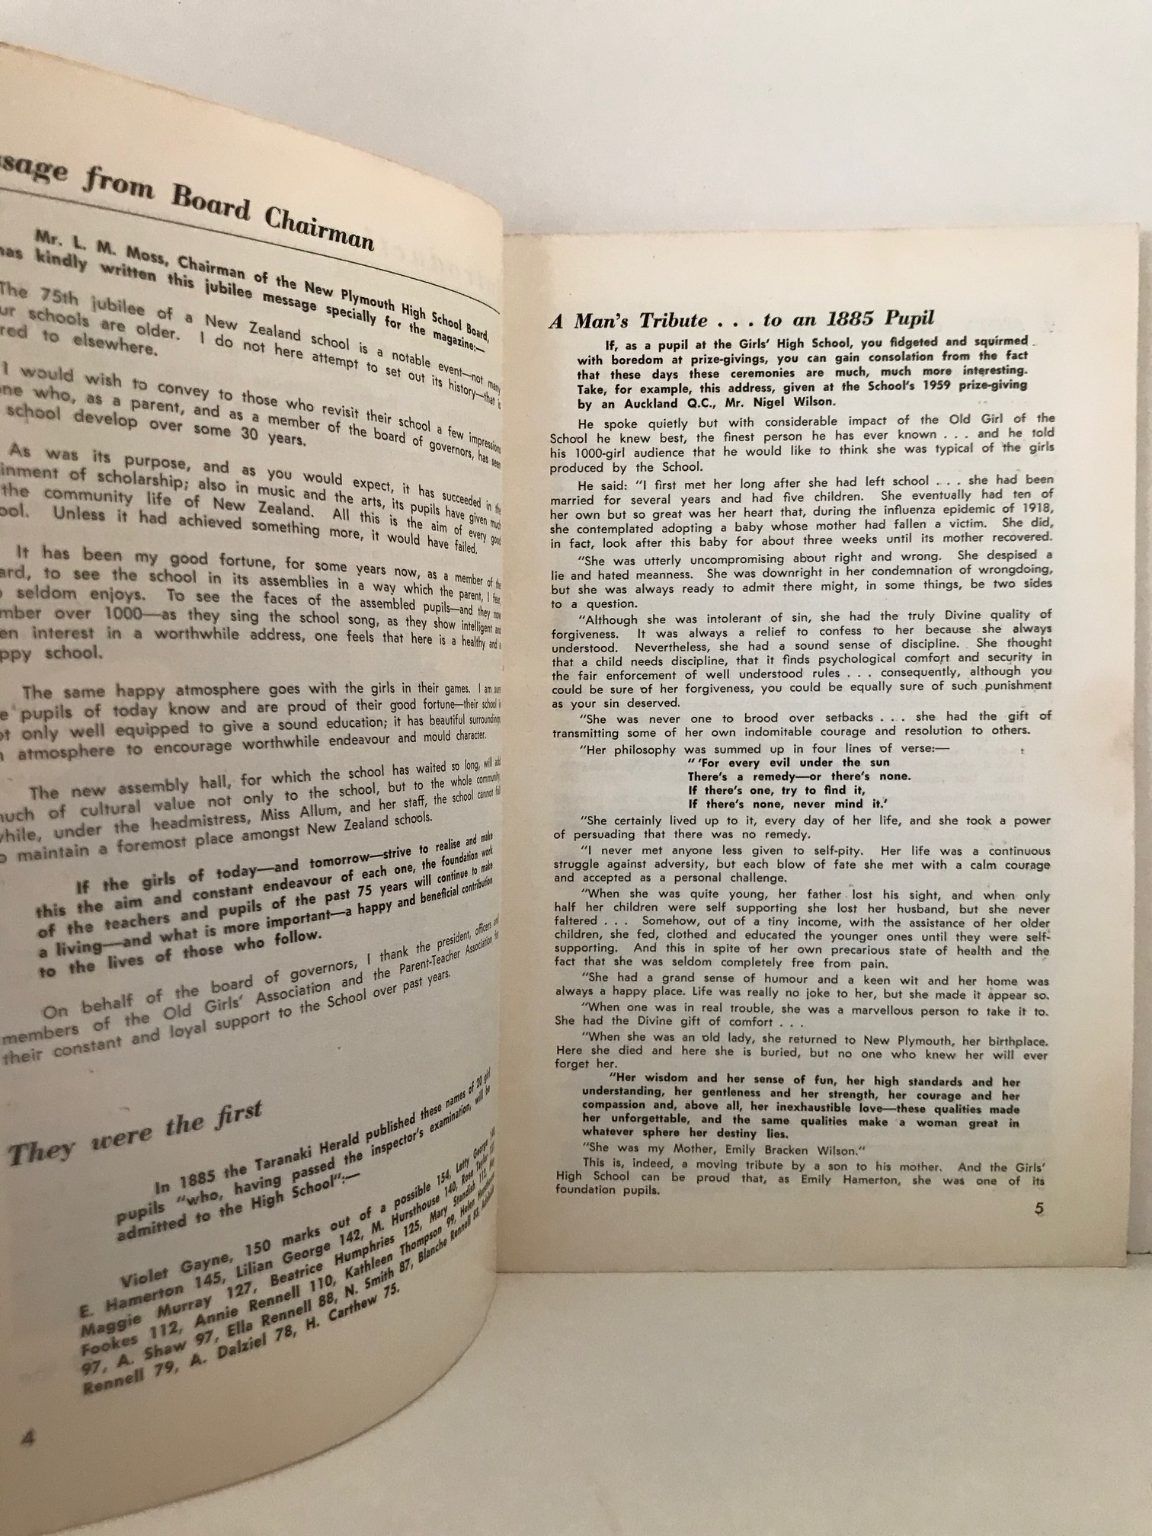 ssage from Board Chairman
Mr. L. M. Moss, Chairman of the New Plymouth High School Board,
has kindly written this jubilee message specially for the magazine:—
The 75th jubilee of a New Zealand school is a notable event—not many
ur schools are older. I do not here attempt to set out its history—that is
red to elsewhere.
I would wish to convey to those who revisit their school a few impressions
ne who, as a parent, and as a member of the board of governors, has seen
school develop over some 30 years.
As was its purpose, and as you would expect, it has succeeded in the
inment of scholarship; also in music and the arts, its pupils have given much
the community life of New Zealand. All this is the aim of every good
ool. Unless it had achieved something more, it would have failed.
It has been my good fortune, for some years now, as a member of the
ard, to see the school in its assemblies in a way which the parent, I fear,
o seldom enjoys. To see the faces of the assembled pupils—and they now
mber over 1000—as they sing the school song, as they show intelligent and
en interest in a worthwhile address, one feels that here is a healthy and a
ppy school.
The same happy atmosphere goes with the girls in their games. I am sure
e pupils of today know and are proud of their good fortune—their school is
ot only well equipped to give a sound education; it has beautiful surroundings
n atmosphere to encourage worthwhile endeavour and mould character.
The new assembly hall, for which the school has waited so long, will add
much of cultural value not only to the school, but to the whole community,
while, under the headmistress, Miss Allum, and her staff, the school cannot fail
o maintain a foremost place amongst New Zealand schools.
If the girls of today—and tomorrow—strive to realise and make
this the aim and constant endeavour of each one, the foundation work
of the teachers and pupils of the past 75 years will continue to make
a living—and what is more important—a happy and beneficial contribution
to the lives of those who follow.
On behalf of the board of governors, I thank the president, officers and
members of the Old Girls' Association and the Parent-Teacher Association for
their constant and loyal support to the School over past years.
They were the first
In 1885 the Taranaki Herald published these names of 20 girl
pupils "who, having passed the inspector's examination, will be
admitted to the High School":—
Violet Gayne, 150 marks out of a possible 154, Letty George
E. Hamerton 145, Lilian George 142, M. Hursthouse 140, Rose
Maggie Murray 127, Beatrice Humphries 125, Mary Standish 112,
Fookes 112, Annie Rennell 110, Kathleen Thompson 99, Helen
97, A. Shaw 97, Ella Rennell 88, N. Smith 87, Blanche Rennell 83,
Rennell 79, A. Dalziel 78, H. Carthew 75.
4
A Man's Tribute . . . to an 1885 Pupil
If, as a pupil at the Girls' High School, you fidgeted and squirmed
with boredom at prize-givings, you can gain consolation from the fact
that these days these ceremonies are much, much more interesting.
Take, for example, this address, given at the School's 1959 prize-giving
by an Auckland Q.C., Mr. Nigel Wilson.
He spoke quietly but with considerable impact of the Old Girl of the
School he knew best, the finest person he has ever known . . . and he told
his 1000-girl audience that he would like to think she was typical of the girls
produced by the School.
He said: "I first met her long after she had left school . . . she had been
married for several years and had five children. She eventually had ten of
her own but so great was her heart that, during the influenza epidemic of 1918,
she contemplated adopting a baby whose mother had fallen a victim. She did,
in fact, look after this baby for about three weeks until its mother recovered.
"She was utterly uncompromising about right and wrong. She despised a
lie and hated meanness. She was downright in her condemnation of wrongdoing,
but she was always ready to admit there might, in some things, be two sides
to a question.
"Although she was intolerant of sin, she had the truly Divine quality of
forgiveness. It was always a relief to confess to her because she always
understood. Nevertheless, she had a sound sense of discipline. She thought
that a child needs discipline, that it finds psychological comfort and security in
the fair enforcement of well understood rules . . . consequently, although you
could be sure of her forgiveness, you could be equally sure of such punishment
as your sin deserved.
"She was never one to brood over setbacks . . . she had the gift of
transmitting some of her own indomitable courage and resolution to others.
"Her philosophy was summed up in four lines of verse:—
"'For every evil under the sun
There's a remedy—or there's none.
If there's one, try to find it,
If there's none, never mind it.'
"She certainly lived up to it, every day of her life, and she took a power
of persuading that there was no remedy.
"I never met anyone less given to self-pity. Her life was a continuous
struggle against adversity, but each blow of fate she met with a calm courage
and accepted as a personal challenge.
"When she was quite young, her father lost his sight, and when only
half her children were self supporting she lost her husband, but she never
faltered . . . Somehow, out of a tiny income, with the assistance of her older
children, she fed, clothed and educated the younger ones until they were self-
supporting. And this in spite of her own precarious state of health and the
fact that she was seldom completely free from pain.
"She had a grand sense of humour and a keen wit and her home was
always a happy place. Life was really no joke to her, but she made it appear so.
"When one was in real trouble, she was a marvellous person to take it to.
She had the Divine gift of comfort . . .
"When she was an old lady, she returned to New Plymouth, her birthplace.
Here she died and here she is buried, but no one who knew her will ever
forget her.
"Her wisdom and her sense of fun, her high standards and her
understanding, her gentleness and her strength, her courage and her
compassion and, above all, her inexhaustible love—these qualities made
her unforgettable, and the same qualities make a woman great in
whatever sphere her destiny lies.
"She was my Mother, Emily Bracken Wilson."
This is, indeed, a moving tribute by a son to his mother. And the Girls'
High School can be proud that, as Emily Hamerton, she was one of its
foundation pupils.
5